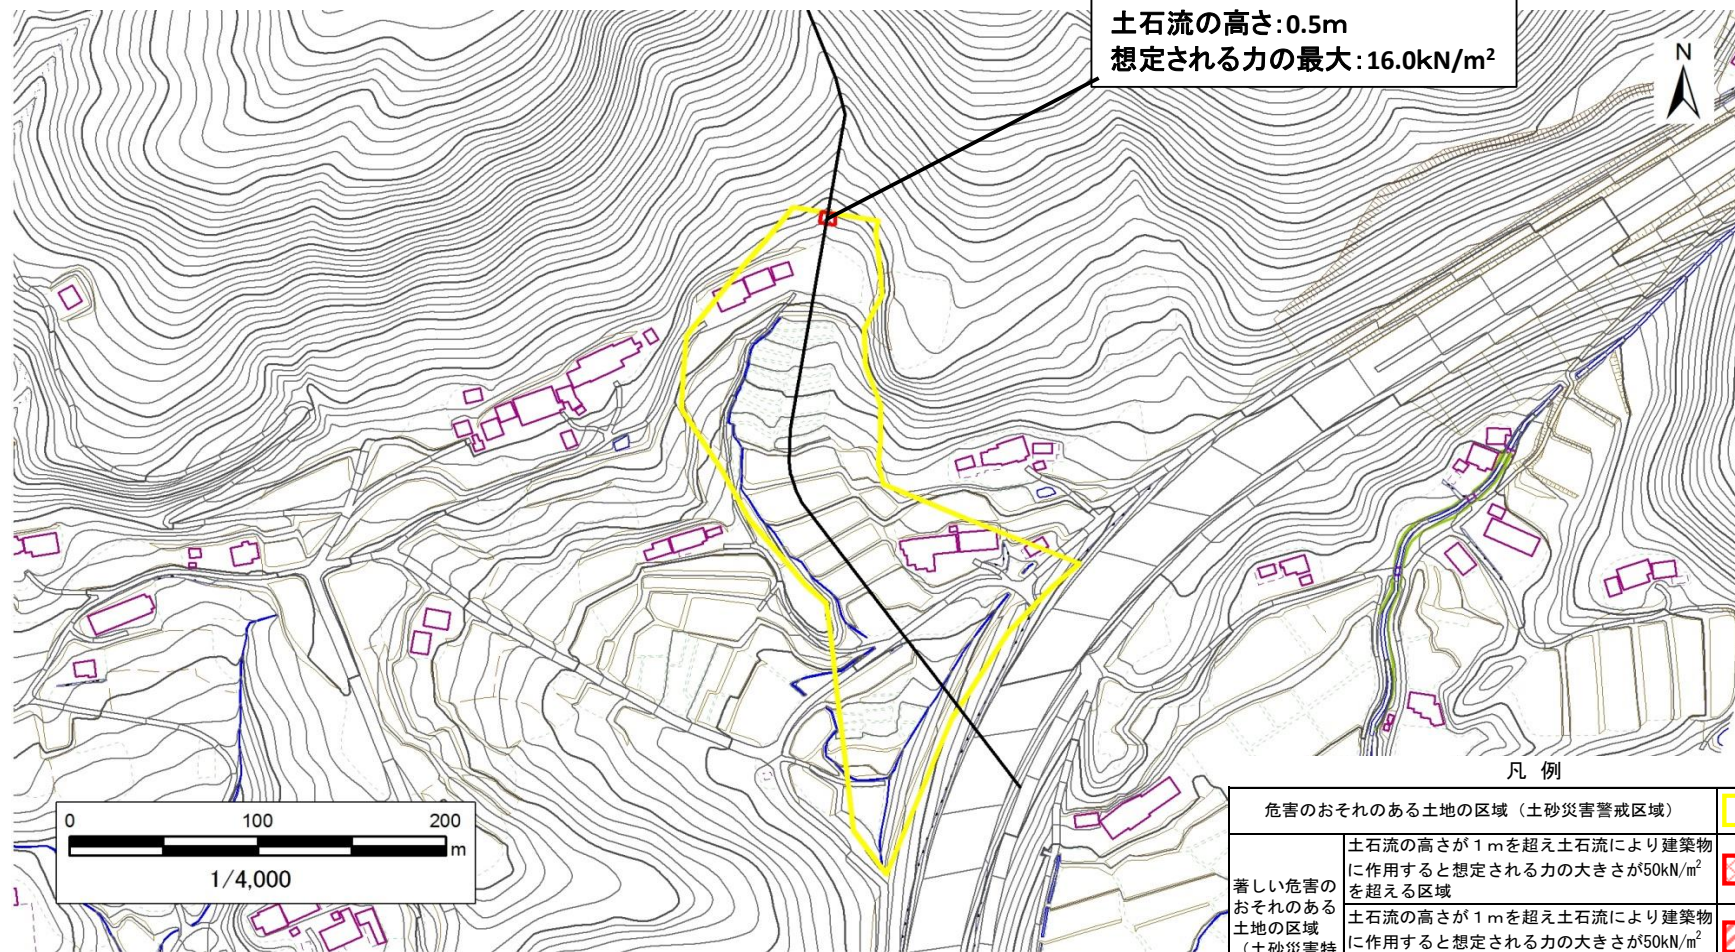 土石流の高さ:0.5m
想定される力の最大:16.0kN/m²
N
0 100 200
m
1/4,000
凡 例
危害のおそれのある土地の区域(土砂災害警戒区域)
著しい危害の
おそれのある
土地の区域
(土砂災害特
土石流の高さが1mを超え土石流により建築物
に作用すると想定される力の大きさが50kN/m²
を超える区域
土石流の高さが1mを超え土石流により建築物
に作用すると想定される力の大きさが50kN/m²